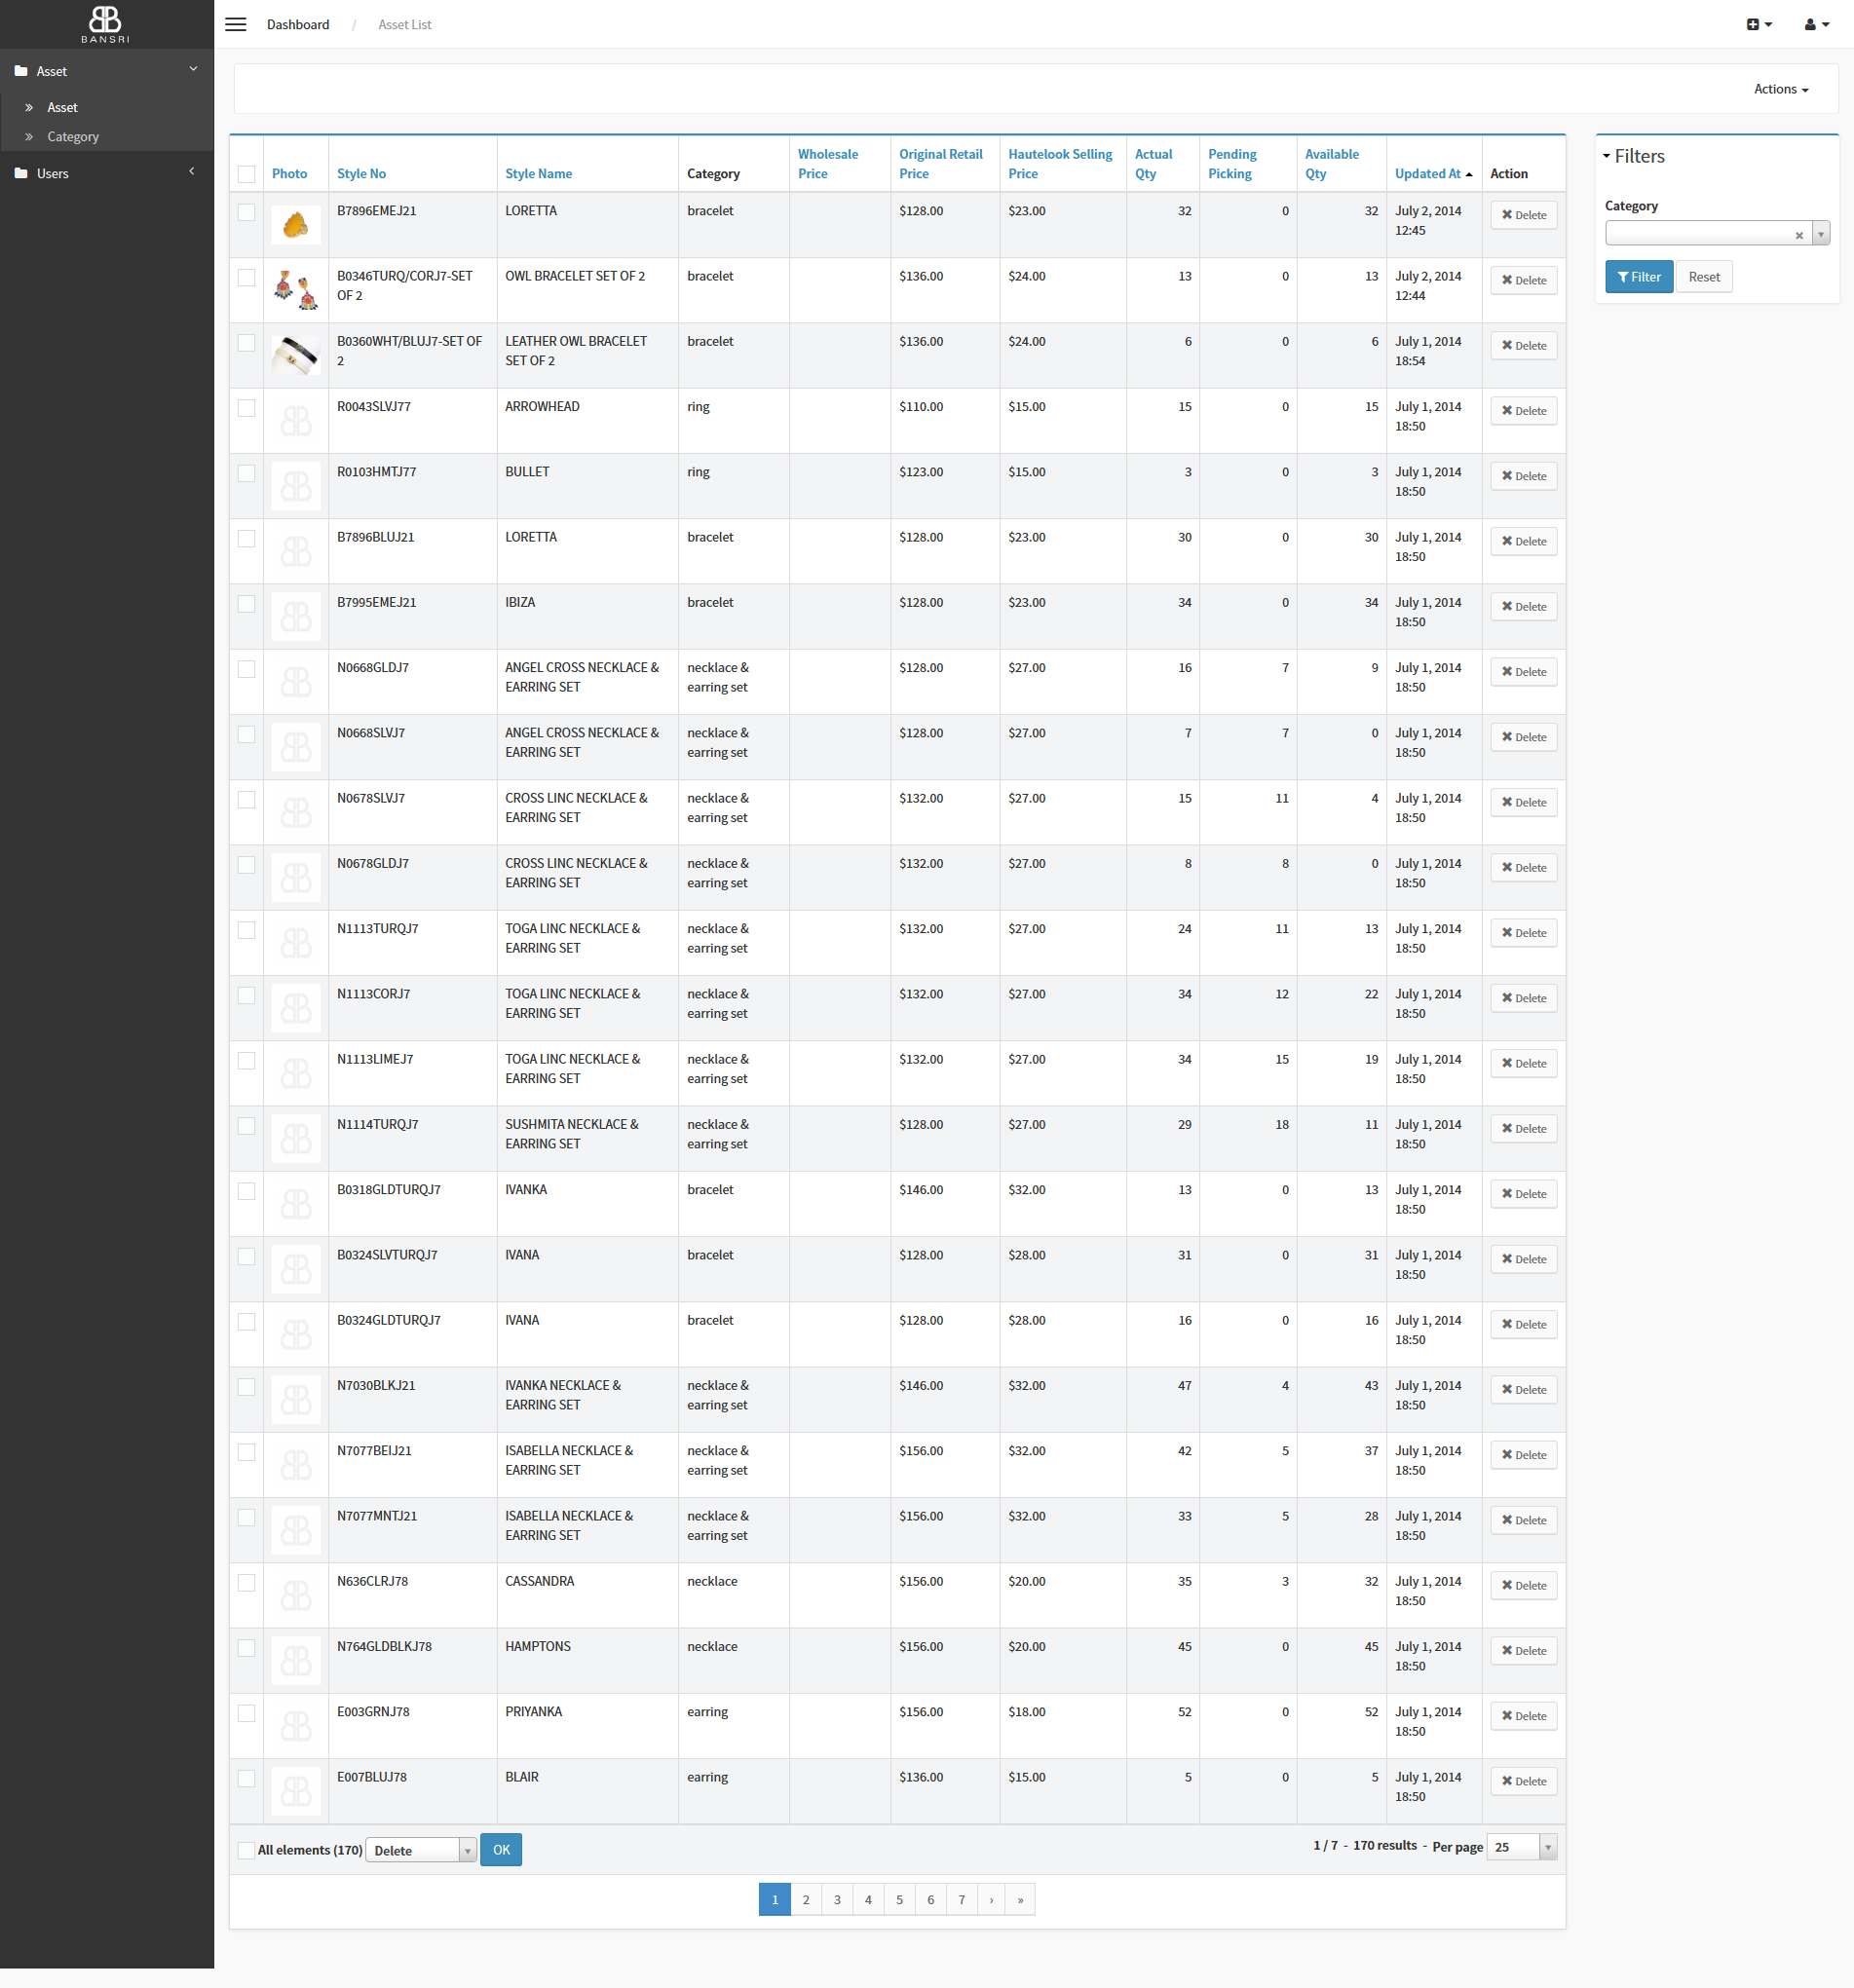 BANSRI
Dashboard / Asset List
Asset
Asset
Category
Users
Actions
Photo Style No Style Name Category Wholesale Price Original Retail Price Hautelook Selling Price Actual Qty Pending Picking Available Qty Updated At Action
B7896EMEJ21 LORETTA bracelet $128.00 $23.00 32 0 32 July 2, 2014 12:45 Delete
B0346TURQ/CORJ7-SET OF 2 OWL BRACELET SET OF 2 bracelet $136.00 $24.00 13 0 13 July 2, 2014 12:44 Delete
B0360WHT/BLUJ7-SET OF 2 LEATHER OWL BRACELET SET OF 2 bracelet $136.00 $24.00 6 0 6 July 1, 2014 18:54 Delete
R0043SLVJ77 ARROWHEAD ring $110.00 $15.00 15 0 15 July 1, 2014 18:50 Delete
R0103HMTJ77 BULLET ring $123.00 $15.00 3 0 3 July 1, 2014 18:50 Delete
B7896BLUJ21 LORETTA bracelet $128.00 $23.00 30 0 30 July 1, 2014 18:50 Delete
B7995EMEJ21 IBIZA bracelet $128.00 $23.00 34 0 34 July 1, 2014 18:50 Delete
N0668GLDJ7 ANGEL CROSS NECKLACE & EARRING SET necklace & earring set $128.00 $27.00 16 7 9 July 1, 2014 18:50 Delete
N0668SLVJ7 ANGEL CROSS NECKLACE & EARRING SET necklace & earring set $128.00 $27.00 7 7 0 July 1, 2014 18:50 Delete
N0678SLVJ7 CROSS LINC NECKLACE & EARRING SET necklace & earring set $132.00 $27.00 15 11 4 July 1, 2014 18:50 Delete
N0678GLDJ7 CROSS LINC NECKLACE & EARRING SET necklace & earring set $132.00 $27.00 8 8 0 July 1, 2014 18:50 Delete
N1113TURQJ7 TOGA LINC NECKLACE & EARRING SET necklace & earring set $132.00 $27.00 24 11 13 July 1, 2014 18:50 Delete
N1113CORJ7 TOGA LINC NECKLACE & EARRING SET necklace & earring set $132.00 $27.00 34 12 22 July 1, 2014 18:50 Delete
N1113LIMEJ7 TOGA LINC NECKLACE & EARRING SET necklace & earring set $132.00 $27.00 34 15 19 July 1, 2014 18:50 Delete
N1114TURQJ7 SUSHMITA NECKLACE & EARRING SET necklace & earring set $128.00 $27.00 29 18 11 July 1, 2014 18:50 Delete
B0318GLDTURQJ7 IVANKA bracelet $146.00 $32.00 13 0 13 July 1, 2014 18:50 Delete
B0324SLVTURQJ7 IVANA bracelet $128.00 $28.00 31 0 31 July 1, 2014 18:50 Delete
B0324GLDTURQJ7 IVANA bracelet $128.00 $28.00 16 0 16 July 1, 2014 18:50 Delete
N7030BLKJ21 IVANKA NECKLACE & EARRING SET necklace & earring set $146.00 $32.00 47 4 43 July 1, 2014 18:50 Delete
N7077BEIJ21 ISABELLA NECKLACE & EARRING SET necklace & earring set $156.00 $32.00 42 5 37 July 1, 2014 18:50 Delete
N7077MNTJ21 ISABELLA NECKLACE & EARRING SET necklace & earring set $156.00 $32.00 33 5 28 July 1, 2014 18:50 Delete
N636CLRJ78 CASSANDRA necklace $156.00 $20.00 35 3 32 July 1, 2014 18:50 Delete
N764GLDBLKJ78 HAMPTONS necklace $156.00 $20.00 45 0 45 July 1, 2014 18:50 Delete
E003GRNJ78 PRIYANKA earring $156.00 $18.00 52 0 52 July 1, 2014 18:50 Delete
E007BLUJ78 BLAIR earring $136.00 $15.00 5 0 5 July 1, 2014 18:50 Delete
All elements (170) Delete OK 1 / 7 - 170 results - Per page 25
1 2 3 4 5 6 7 › »
Filters
Category
Filter Reset